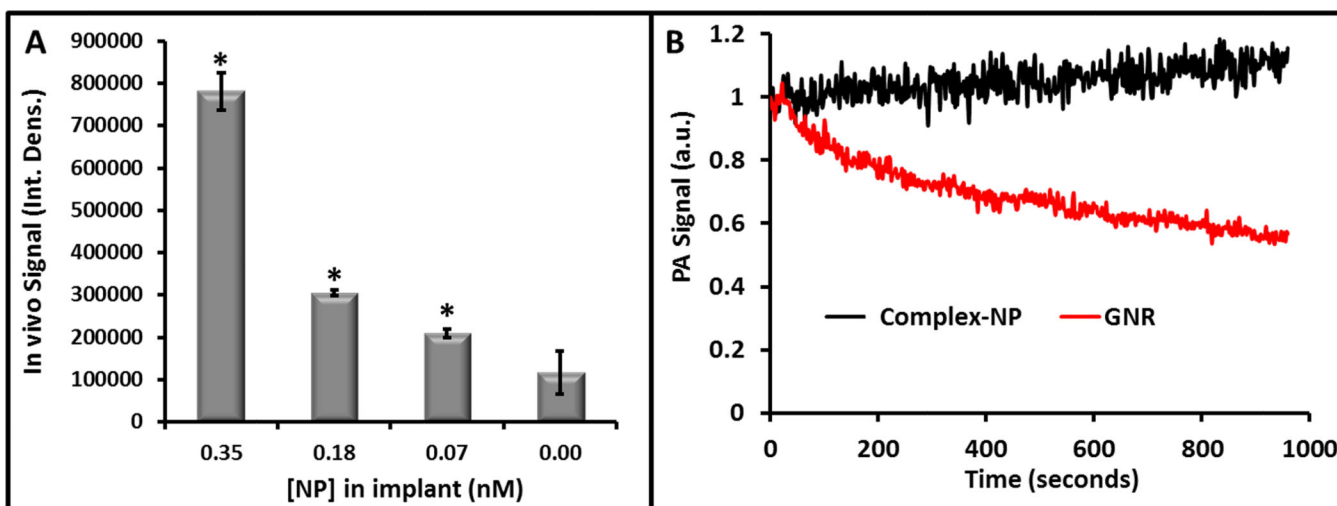 A
900000
800000
700000
600000
500000
400000
300000
200000
100000
0
In vivo Signal (Int. Dens.)
*
*
*
0.35 0.18 0.07 0.00
[NP] in implant (nM)
B
1.2
1
0.8
0.6
0.4
0.2
0
PA Signal (a.u.)
Complex-NP GNR
0 200 400 600 800 1000
Time (seconds)